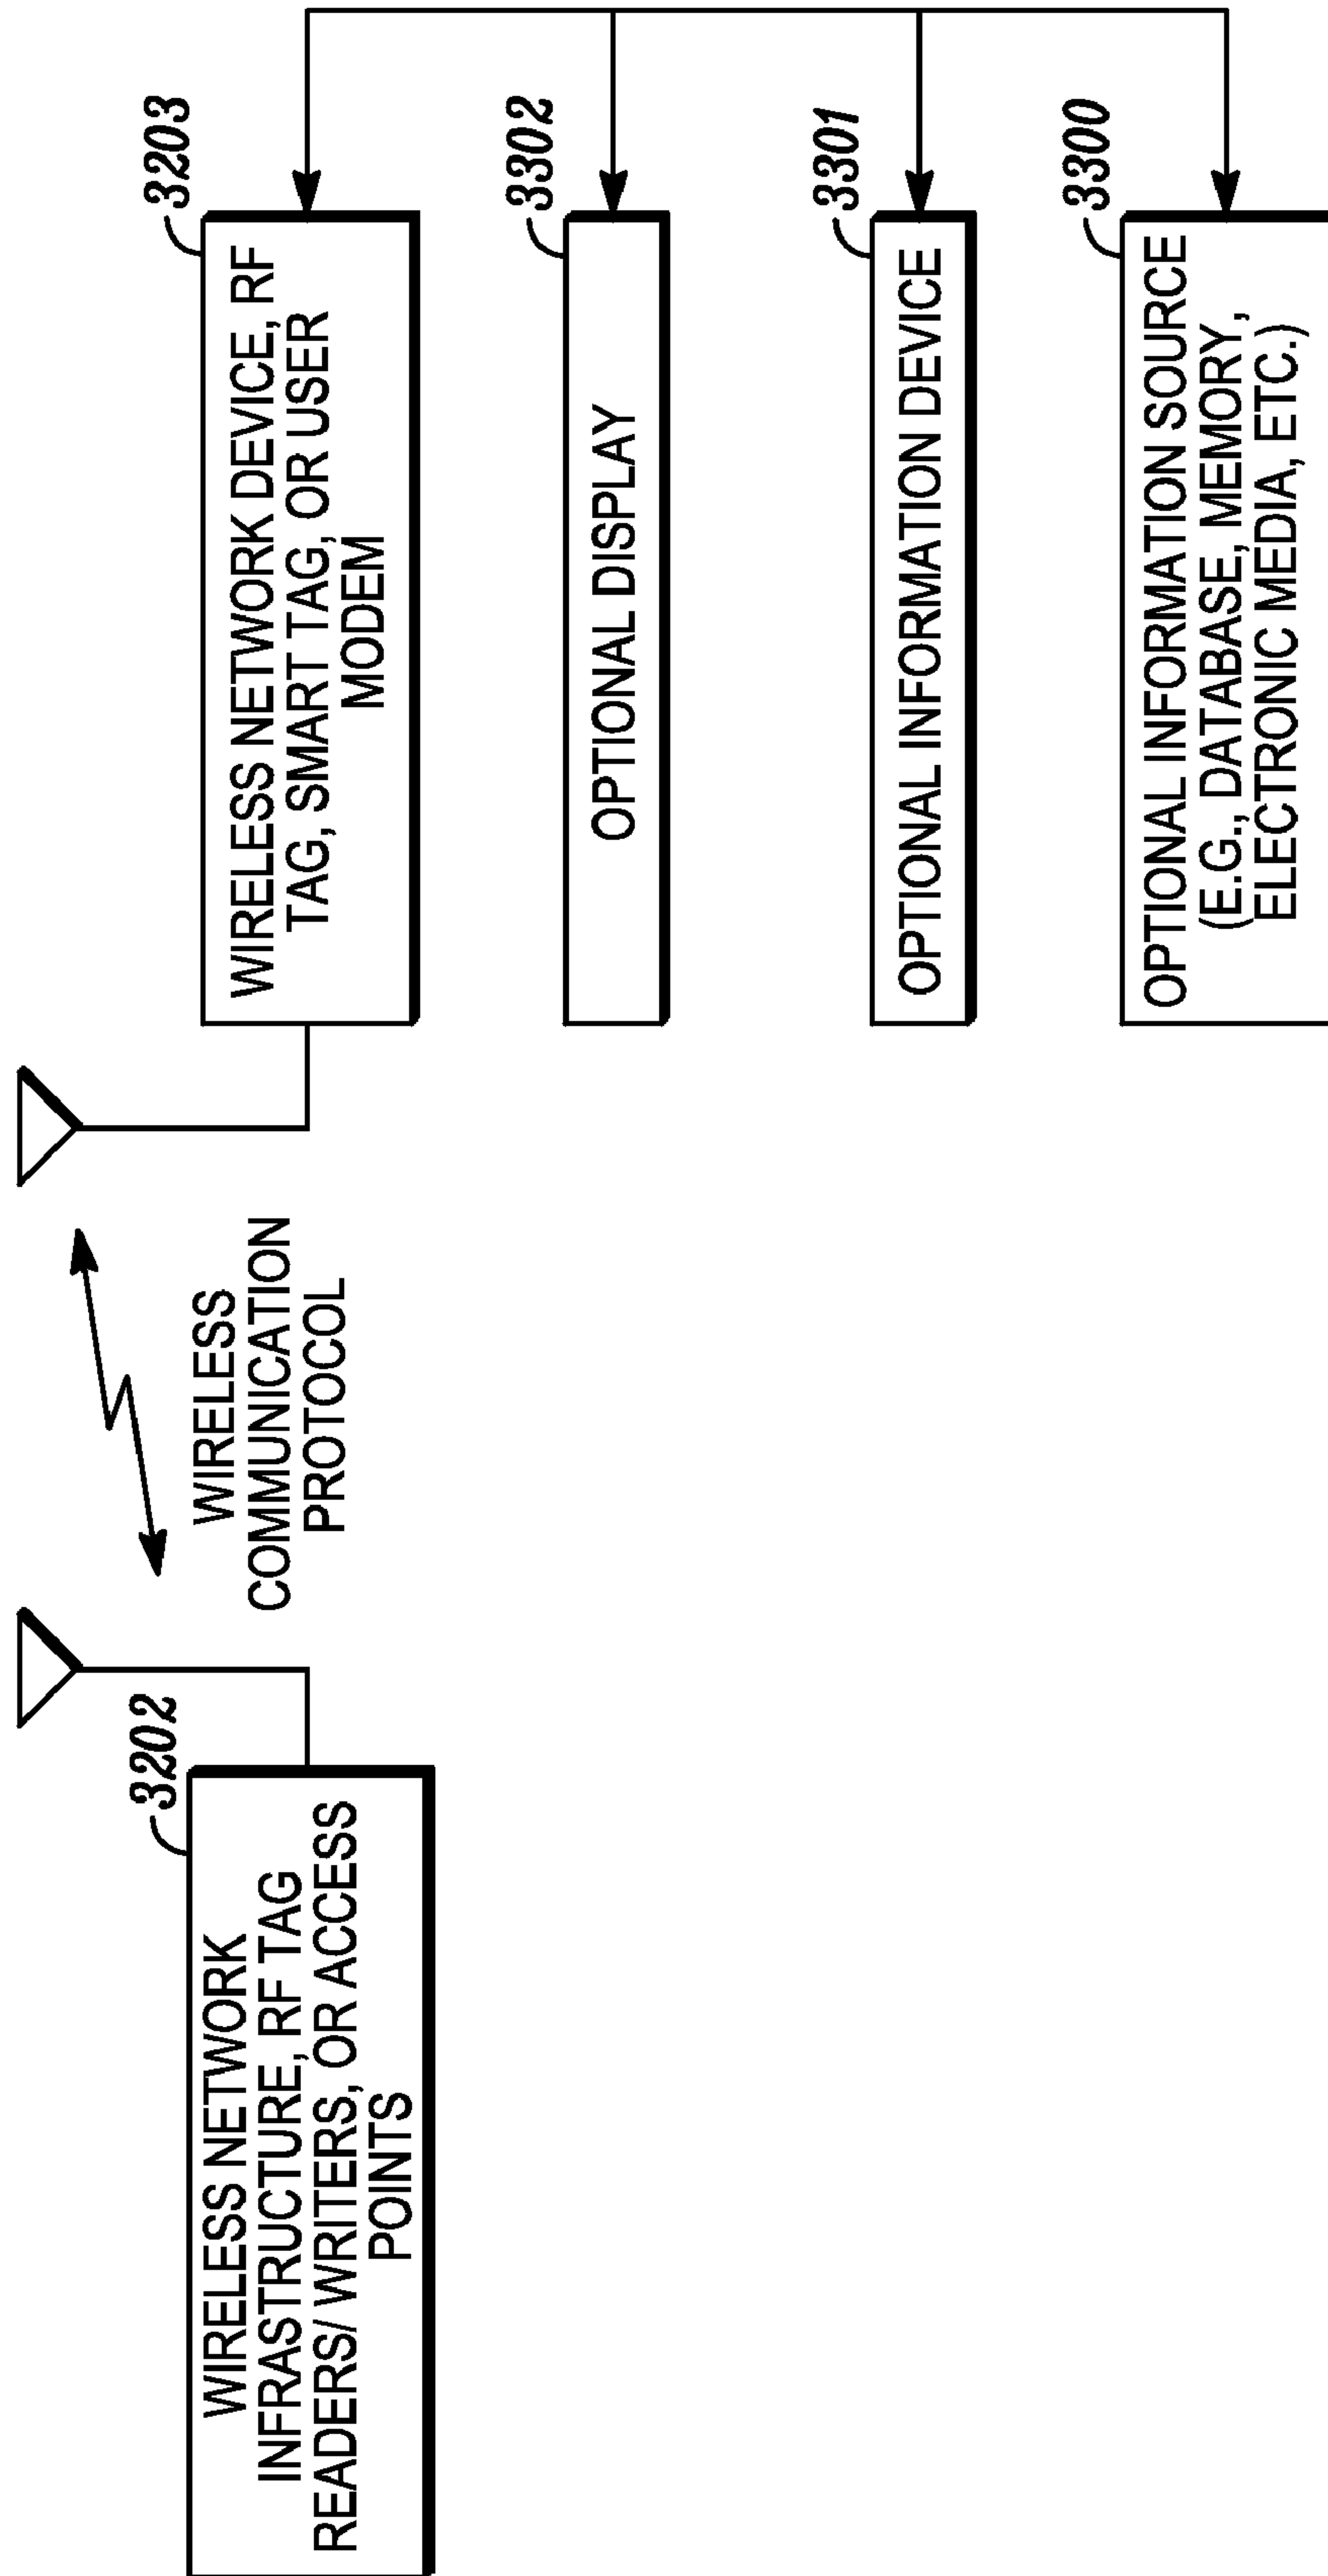 3202
WIRELESS NETWORK
INFRASTRUCTURE, RF TAG
READERS/ WRITERS, OR ACCESS
POINTS
WIRELESS
COMMUNICATION
PROTOCOL
3203
WIRELESS NETWORK DEVICE, RF
TAG, SMART TAG, OR USER
MODEM
3302
OPTIONAL DISPLAY
3301
OPTIONAL INFORMATION DEVICE
3300
OPTIONAL INFORMATION SOURCE
(E.G., DATABASE, MEMORY,
ELECTRONIC MEDIA, ETC.)